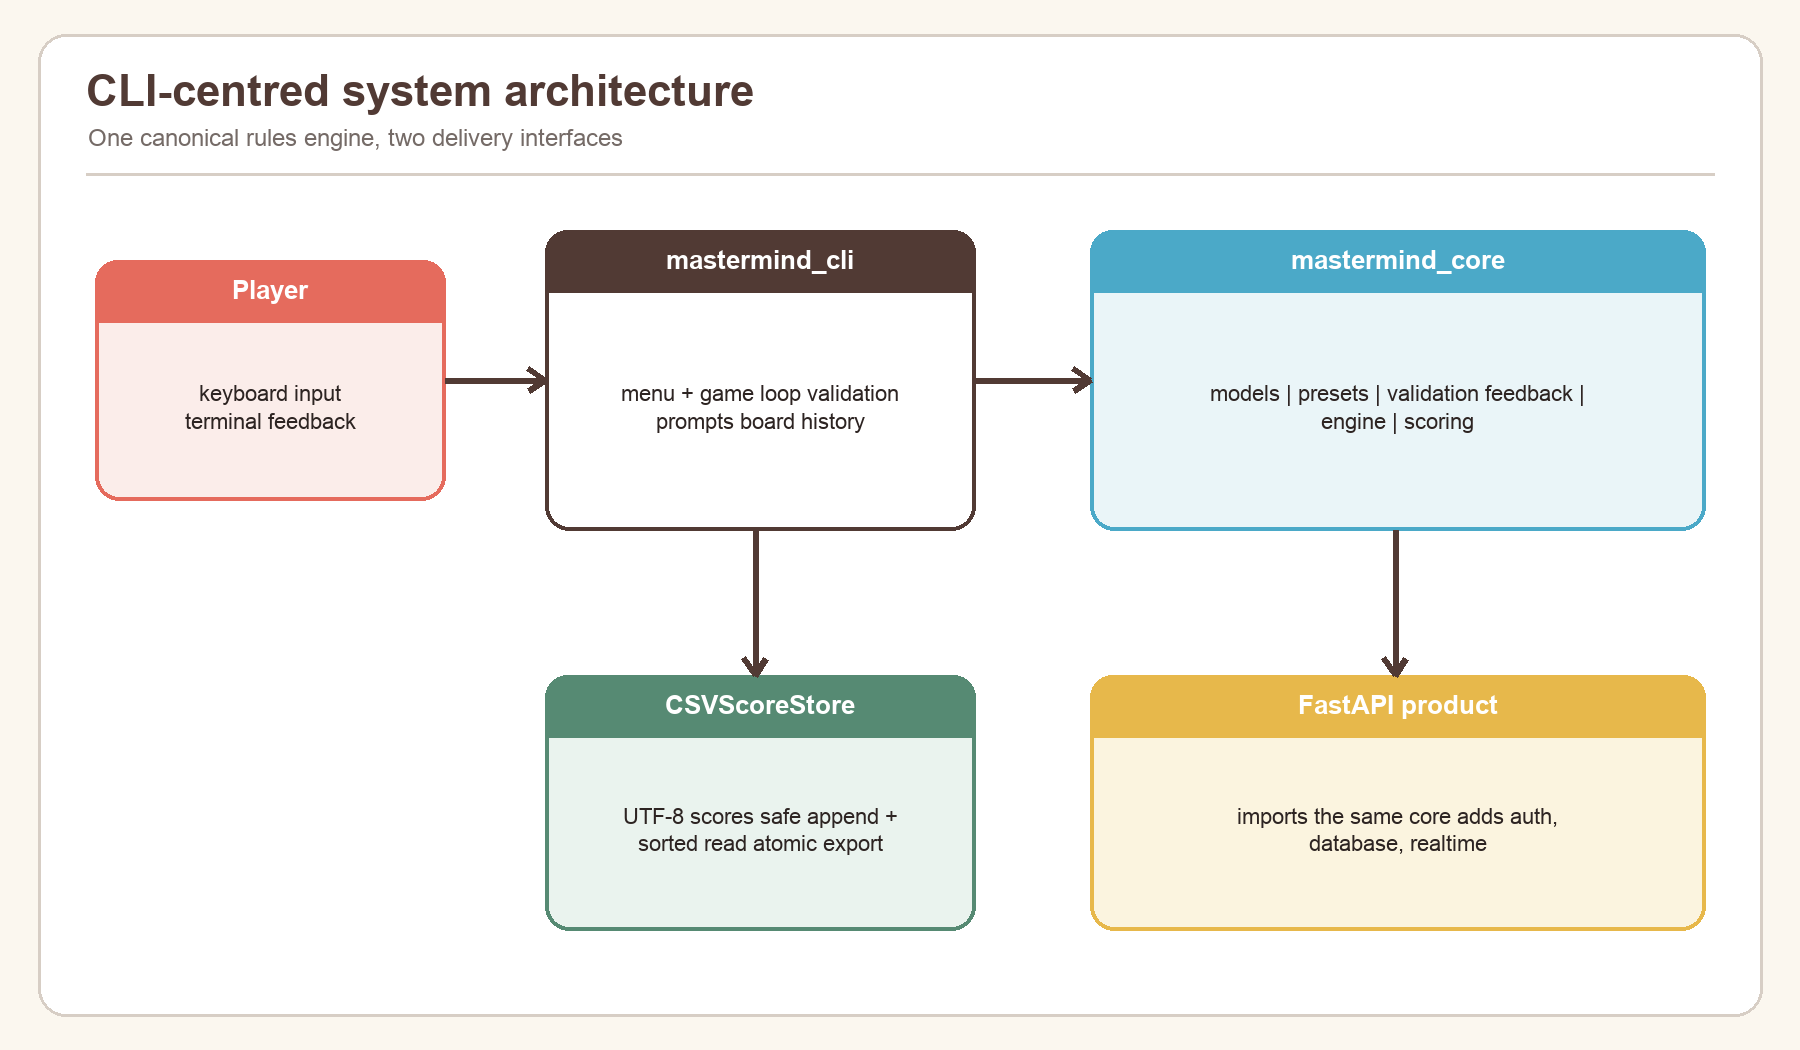 CLI-centred system architecture
One canonical rules engine, two delivery interfaces
Player
keyboard input
terminal feedback
mastermind_cli
menu + game loop validation
prompts board history
mastermind_core
models | presets | validation feedback |
engine | scoring
CSVScoreStore
UTF-8 scores safe append +
sorted read atomic export
FastAPI product
imports the same core adds auth,
database, realtime